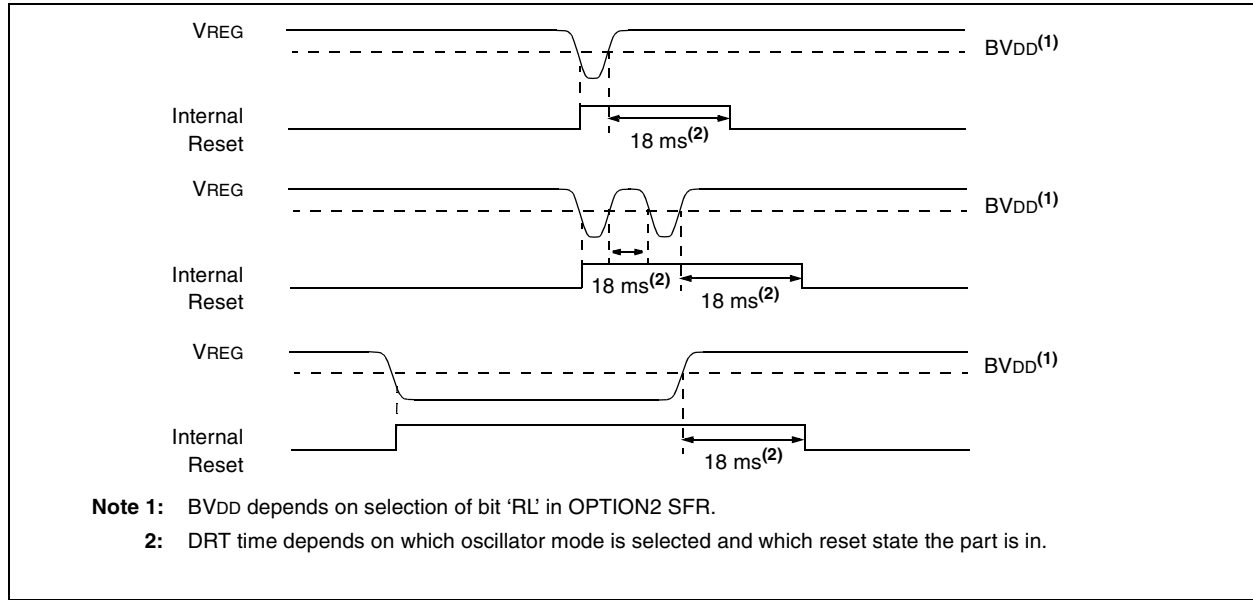 VREG
BVDD(1)
Internal
Reset
18 ms(2)
VREG
BVDD(1)
Internal
Reset
18 ms(2)
18 ms(2)
VREG
BVDD(1)
Internal
Reset
18 ms(2)
Note 1: BVDD depends on selection of bit ‘RL’ in OPTION2 SFR.
2: DRT time depends on which oscillator mode is selected and which reset state the part is in.